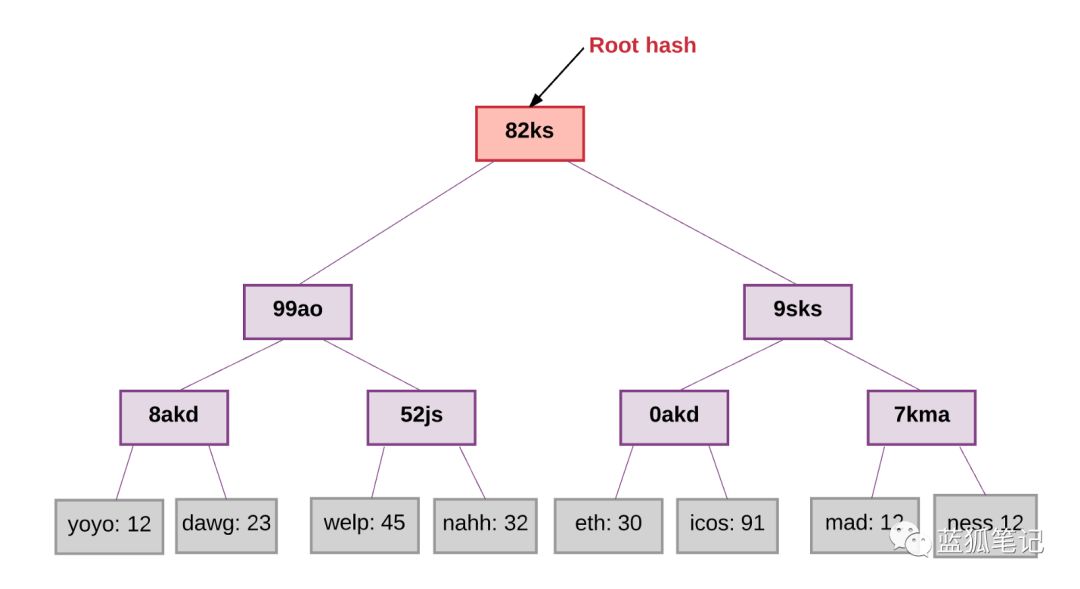 Root hash
82ks
99ao
9sks
8akd
52js
0akd
7kma
yoyo: 12
dawg: 23
welp: 45
nahh: 32
eth: 30
icos: 91
mad: 12
ness 12
蓝狐笔记